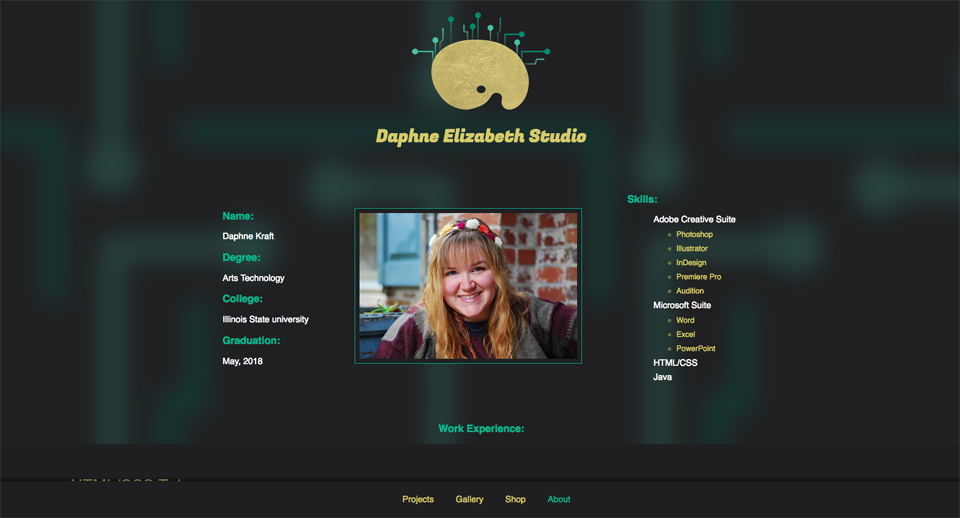 Daphne Elizabeth Studio
Name:
Daphne Kraft
Degree:
Arts Technology
College:
Illinois State university
Graduation:
May, 2018
Skills:
Adobe Creative Suite
Photoshop
Illustrator
InDesign
Premiere Pro
Audition
Microsoft Suite
Word
Excel
PowerPoint
HTML/CSS
Java
Work Experience:
Projects Gallery Shop About